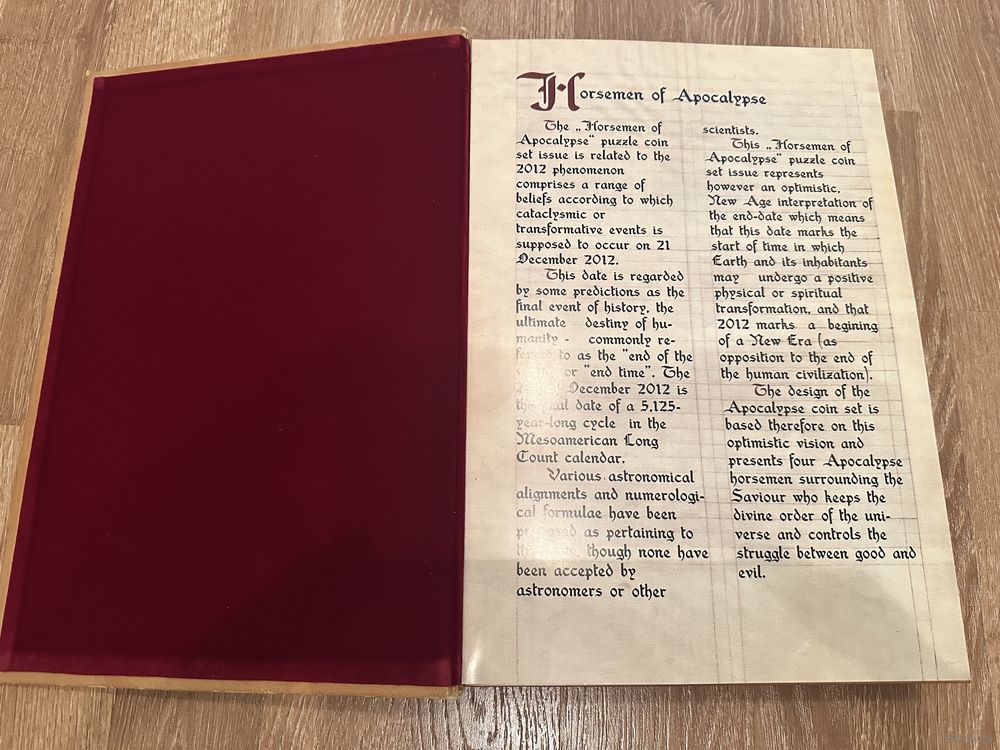 Horsemen of Apocalypse
The „Horsemen of
Apocalypse“ puzzle coin
set issue is related to the
2012 phenomenon
comprises a range of
beliefs according to which
cataclysmic or
transformative events is
supposed to occur on 21
December 2012.
This date is regarded
by some predictions as the
final event of history, the
ultimate destiny of hu-
manity - commonly re-
ferred to as the "end of the
or "end time". The
December 2012 is
the final date of a 5,125-
year-long cycle in the
Mesoamerican Long
Count calendar.
Various astronomical
alignments and numerologi-
cal formulae have been
proposed as pertaining to
though none have
been accepted by
astronomers or other
scientists.
This „Horsemen of
Apocalypse“ puzzle coin
set issue represents
however an optimistic,
New Age interpretation of
the end-date which means
that this date marks the
start of time in which
Earth and its inhabitants
may undergo a positive
physical or spiritual
transformation, and that
2012 marks a begining
of a New Era (as
opposition to the end of
the human civilization).
The design of the
Apocalypse coin set is
based therefore on this
optimistic vision and
presents four Apocalypse
horsemen surrounding the
Saviour who keeps the
divine order of the uni-
verse and controls the
struggle between good and
evil.